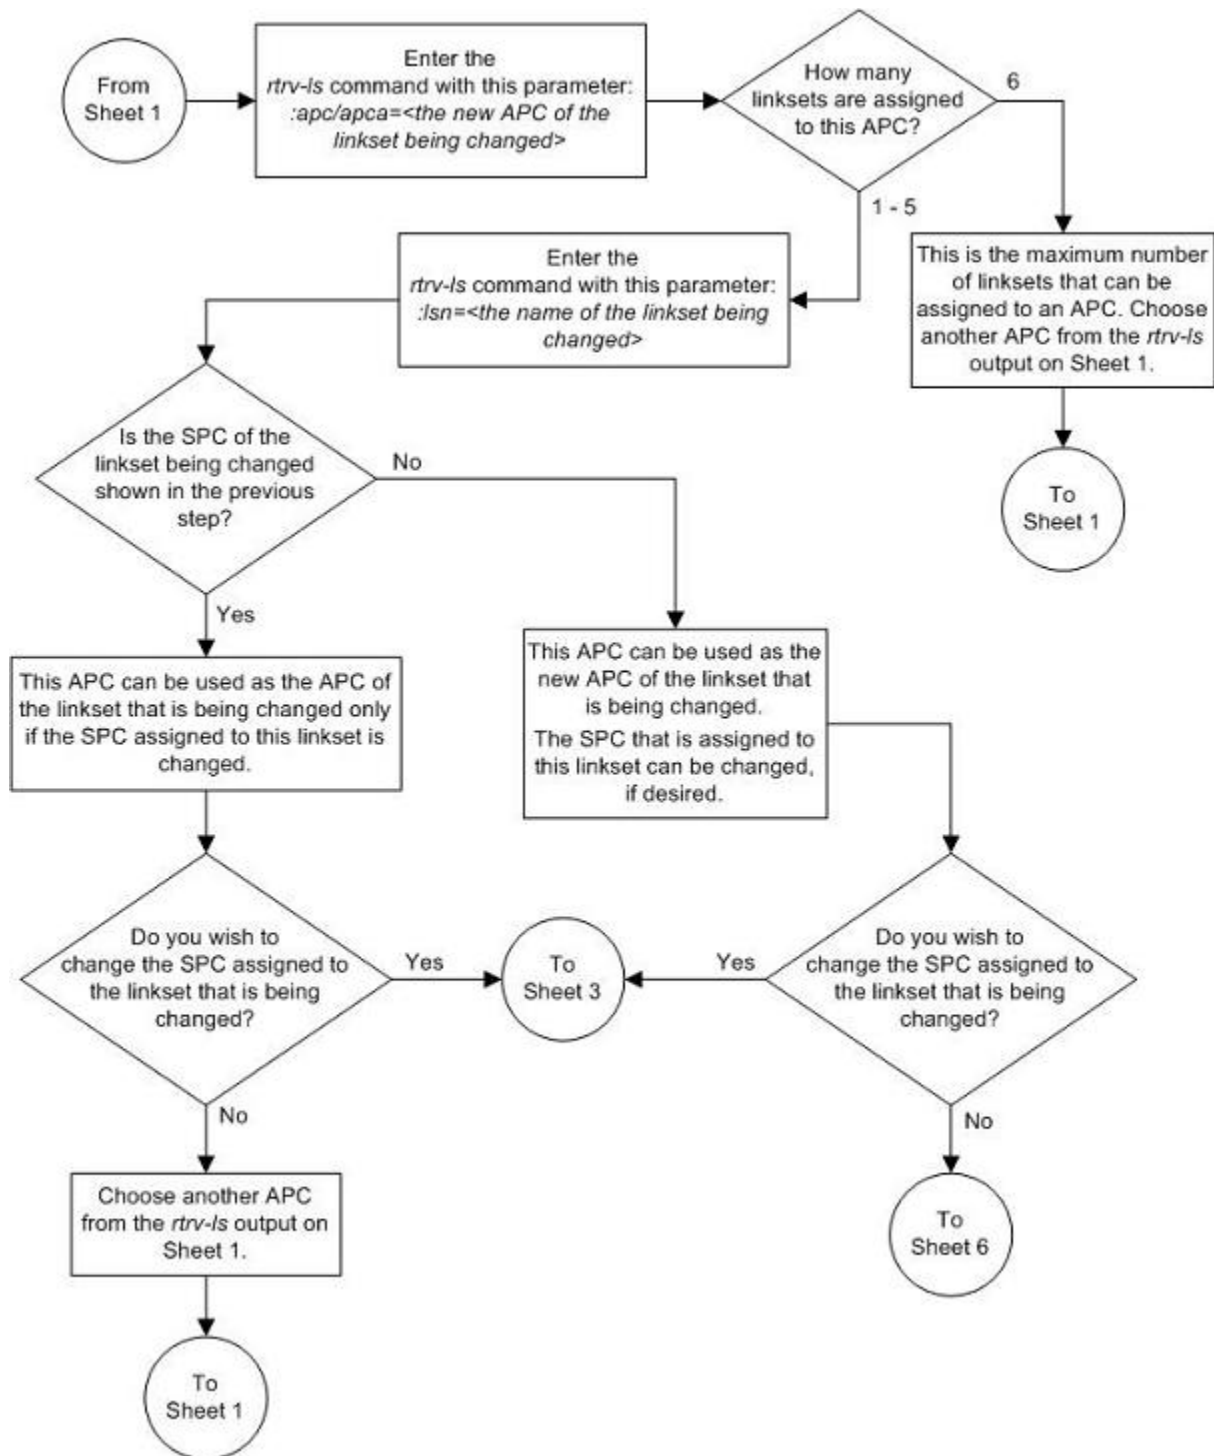 From
Sheet 1
Enter the
rtrv-ls command with this parameter:
:apc/apca=<the new APC of the
linkset being changed>
How many
linksets are assigned
to this APC?
6
1 - 5
Enter the
rtrv-ls command with this parameter:
:lsn=<the name of the linkset being
changed>
This is the maximum number
of linksets that can be
assigned to an APC. Choose
another APC from the rtrv-ls
output on Sheet 1.
To
Sheet 1
Is the SPC of the
linkset being changed
shown in the previous
step?
No
Yes
This APC can be used as the APC of
the linkset that is being changed only
if the SPC assigned to this linkset is
changed.
This APC can be used as the
new APC of the linkset that
is being changed.
The SPC that is assigned to
this linkset can be changed,
if desired.
Do you wish to
change the SPC assigned to
the linkset that is being
changed?
Yes
To
Sheet 3
Yes
Do you wish to
change the SPC assigned to
the linkset that is being
changed?
No
No
Choose another APC
from the rtrv-ls output on
Sheet 1.
To
Sheet 6
To
Sheet 1